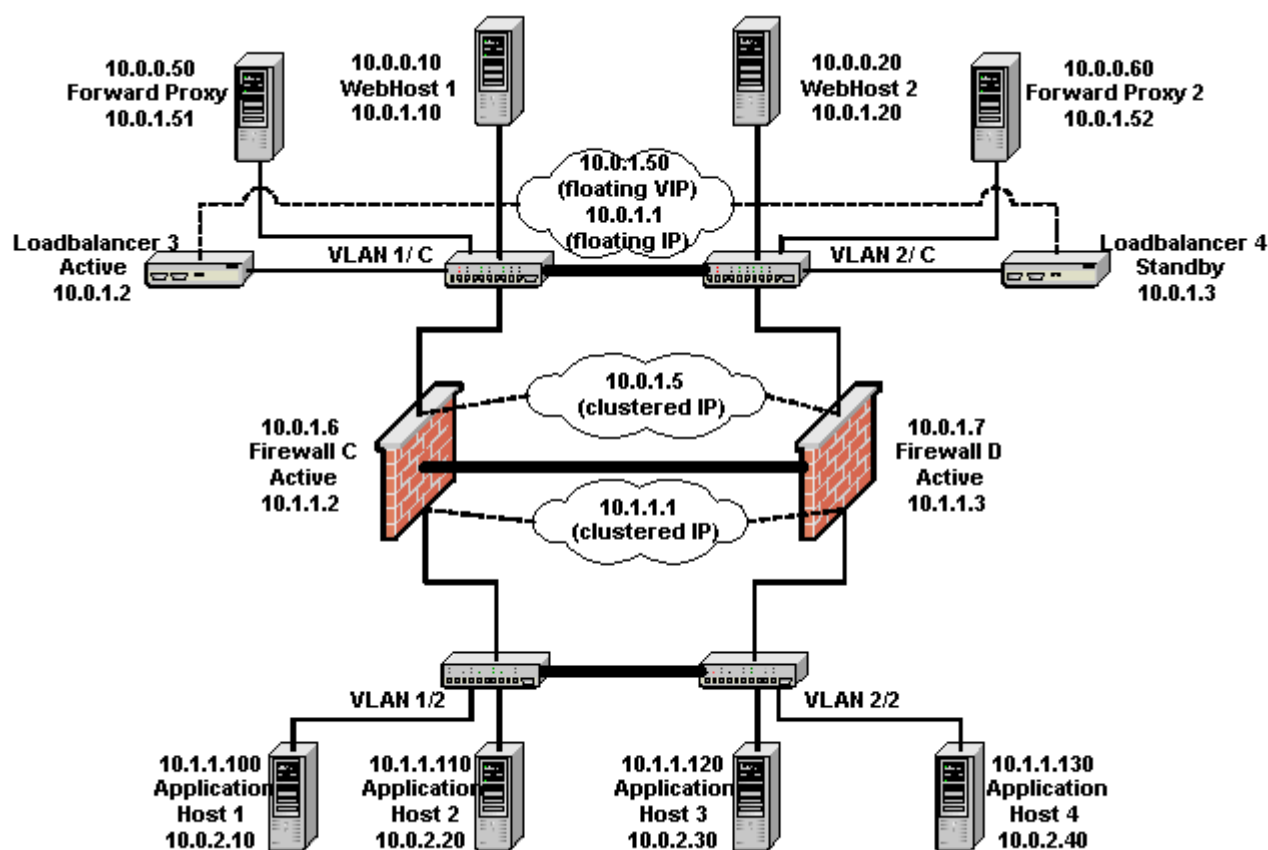 10.0.0.50
Forward Proxy
10.0.1.51
10.0.0.10
WebHost 1
10.0.1.10
10.0.0.20
WebHost 2
10.0.1.20
10.0.0.60
Forward Proxy 2
10.0.1.52
10.0.1.50
(floating VIP)
10.0.1.1
(floating IP)
Loadbalancer 3
Active
10.0.1.2
VLAN 1/ C
VLAN 2/ C
Loadbalancer 4
Standby
10.0.1.3
10.0.1.5
(clustered IP)
10.0.1.6
Firewall C
Active
10.1.1.2
10.0.1.7
Firewall D
Active
10.1.1.3
10.1.1.1
(clustered IP)
VLAN 1/2
VLAN 2/2
10.1.1.100
Application
Host 1
10.0.2.10
10.1.1.110
Application
Host 2
10.0.2.20
10.1.1.120
Application
Host 3
10.0.2.30
10.1.1.130
Application
Host 4
10.0.2.40